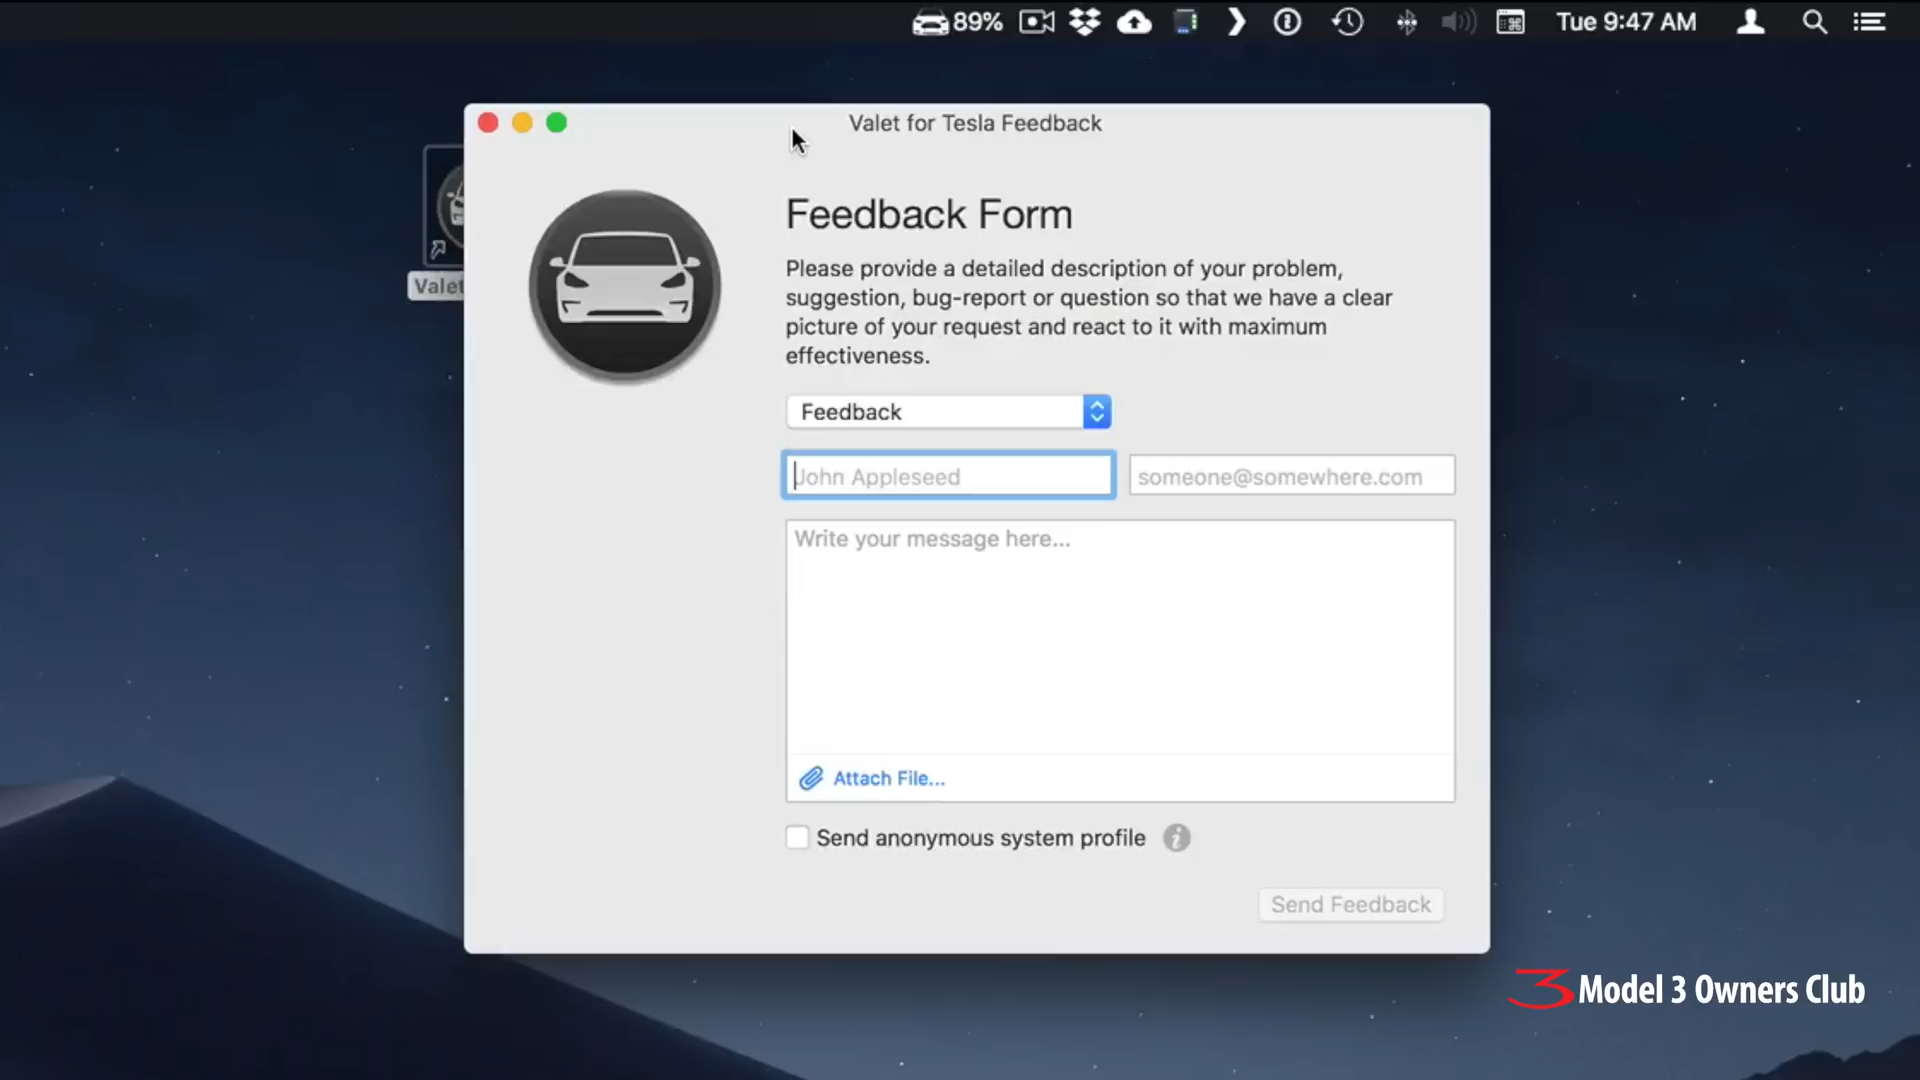 89%
Tue 9:47 AM
Valet for Tesla Feedback
Valet
Feedback Form
Please provide a detailed description of your problem,
suggestion, bug-report or question so that we have a clear
picture of your request and react to it with maximum
effectiveness.
Feedback
John Appleseed
someone@somewhere.com
Write your message here...
Attach File...
Send anonymous system profile
Send Feedback
3 Model 3 Owners Club